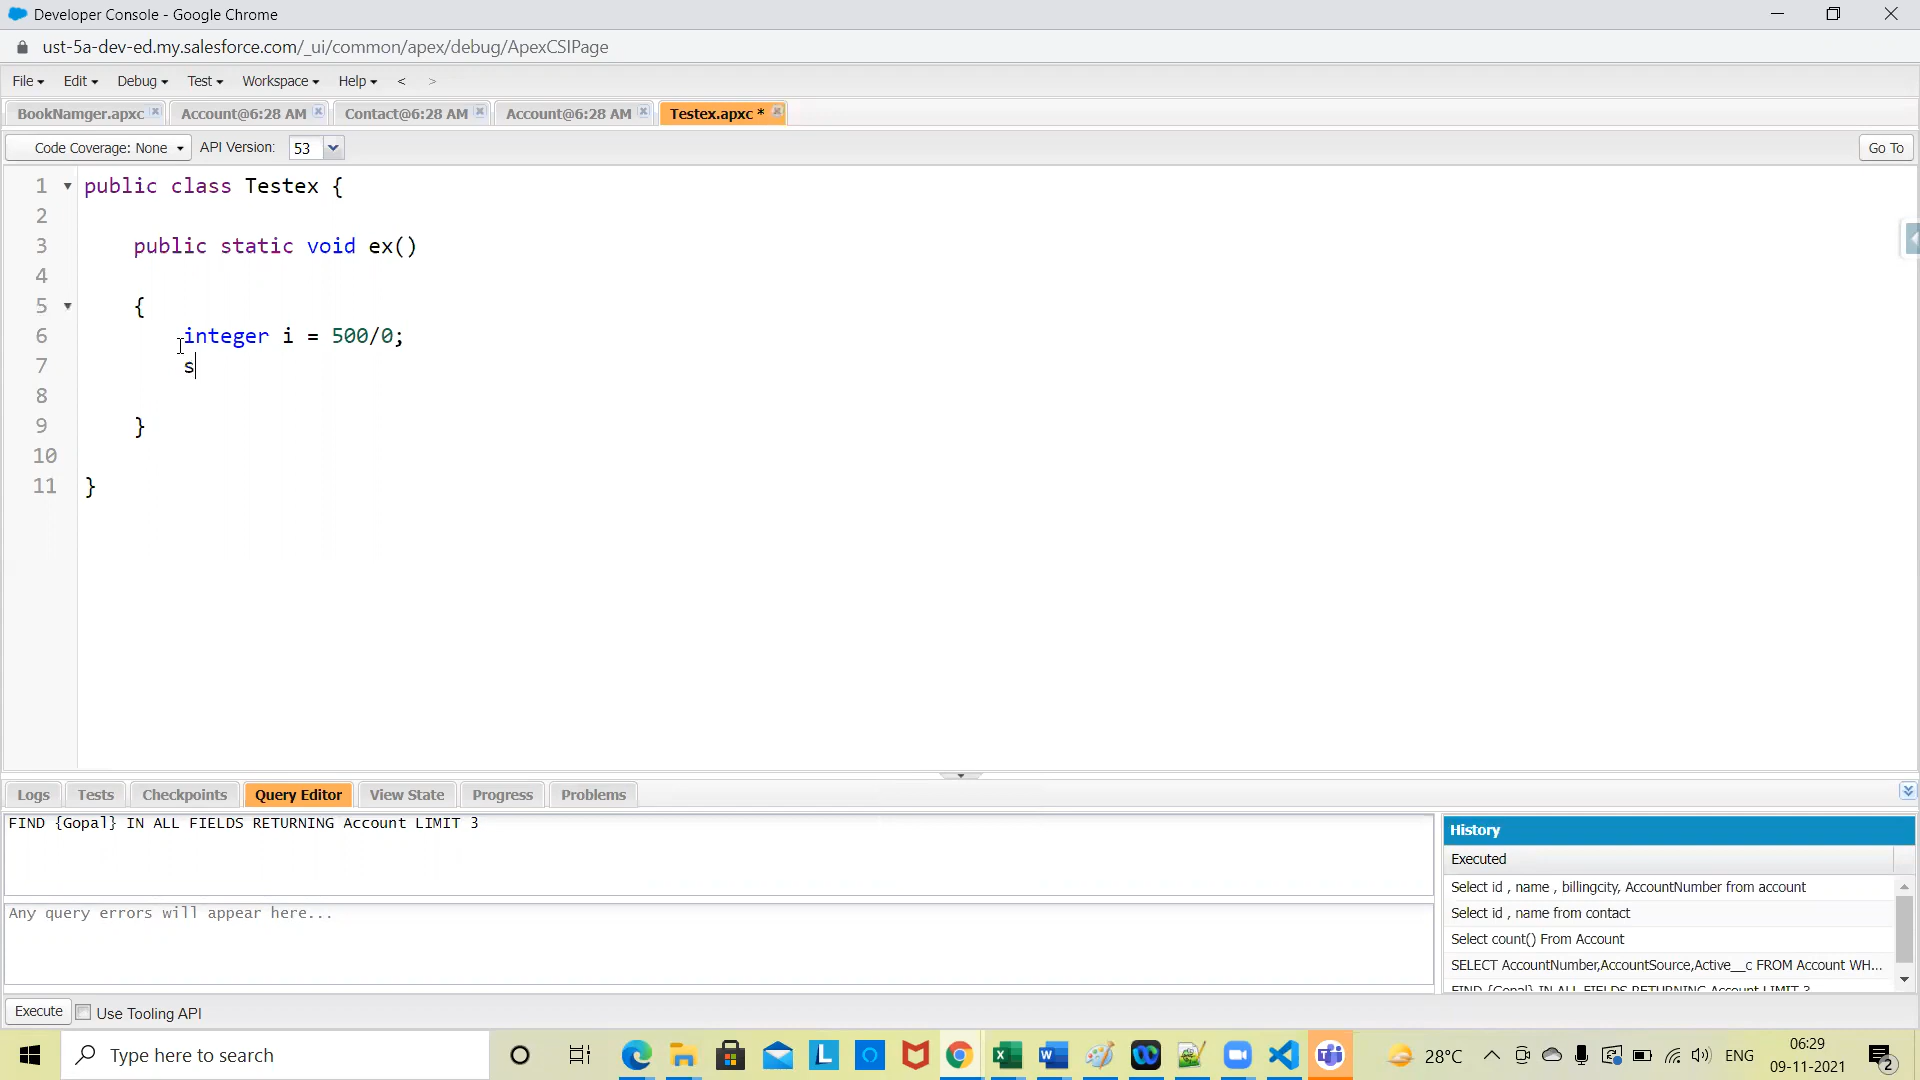 Developer Console - Google Chrome
ust-5a-dev-ed.my.salesforce.com/_ui/common/apex/debug/ApexCSIPage
File Edit Debug Test Workspace Help < >
BookNamger.apxc Account@6:28 AM Contact@6:28 AM Account@6:28 AM Testex.apxc *
Code Coverage: None API Version: 53 Go To
1 public class Testex {
2
3 public static void ex()
4
5 {
6 integer i = 500/0;
7 s
8
9 }
10
11 }
Logs Tests Checkpoints Query Editor View State Progress Problems
FIND {Gopal} IN ALL FIELDS RETURNING Account LIMIT 3
Any query errors will appear here...
History
Executed
Select id , name , billingcity, AccountNumber from account
Select id , name from contact
Select count() From Account
SELECT AccountNumber,AccountSource,Active__c FROM Account WH...
FIND {Gopal} IN ALL FIELDS RETURNING Account LIMIT 3
Execute Use Tooling API
Type here to search
28°C ENG
06:29
09-11-2021
2